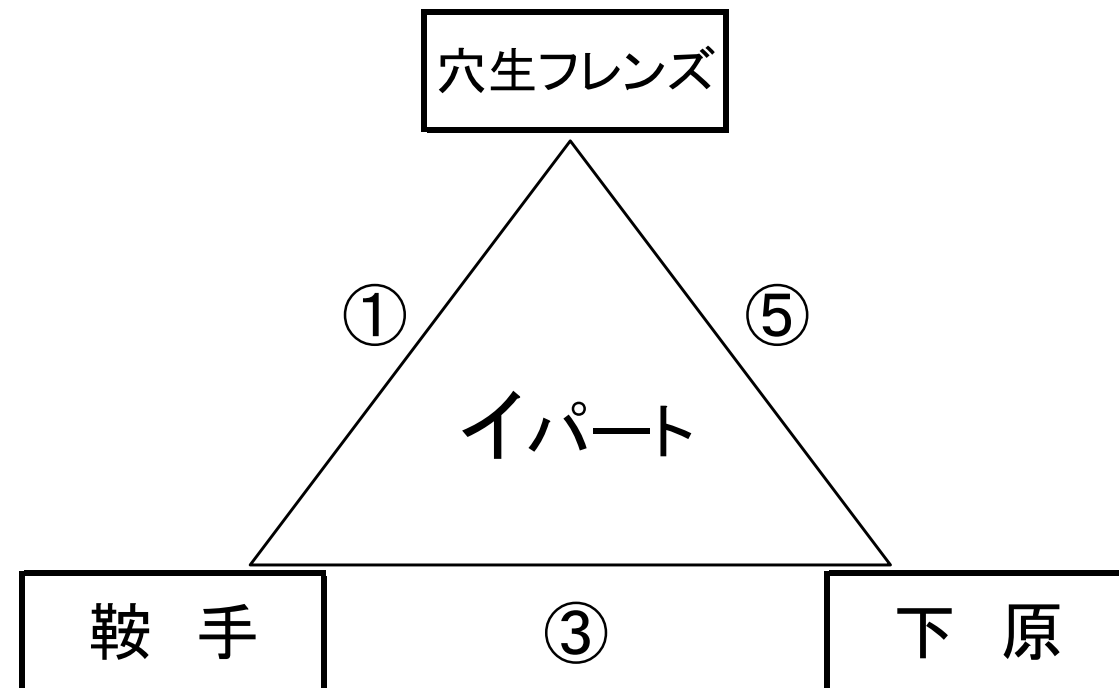 穴生フレンズ
①
⑤
イパート
鞍 手
③
下 原